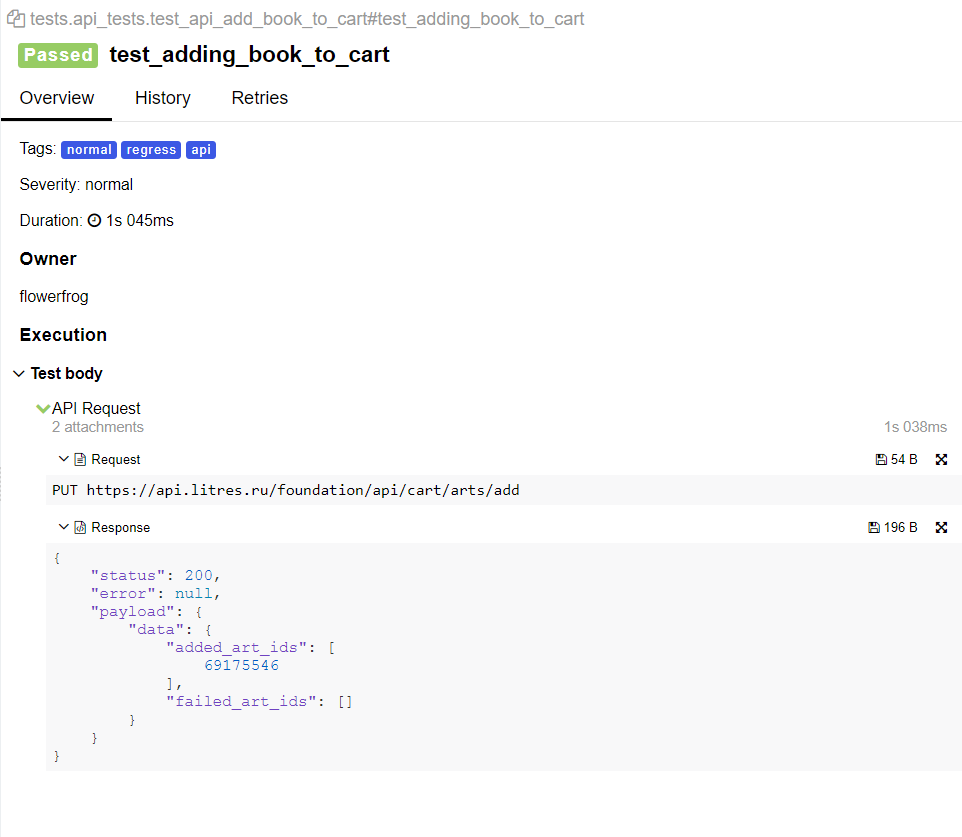 tests.api_tests.test_api_add_book_to_cart#test_adding_book_to_cart
Passed test_adding_book_to_cart
Overview History Retries
Tags: normal regress api
Severity: normal
Duration: 1s 045ms
Owner
flowerfrog
Execution
Test body
API Request
2 attachments 1s 038ms
Request 54 B
PUT https://api.litres.ru/foundation/api/cart/arts/add
Response 196 B
{
    "status": 200,
    "error": null,
    "payload": {
        "data": {
            "added_art_ids": [
                69175546
            ],
            "failed_art_ids": []
        }
    }
}